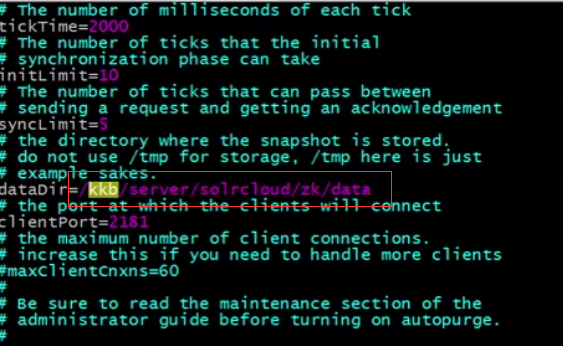 # The number of milliseconds of each tick
tickTime=2000
# The number of ticks that the initial
# synchronization phase can take
initLimit=10
# The number of ticks that can pass between
# sending a request and getting an acknowledgement
syncLimit=5
# the directory where the snapshot is stored.
# do not use /tmp for storage, /tmp here is just
# example sakes.
dataDir=/kkb/server/solrcloud/zk/data
# the port at which the clients will connect
clientPort=2181
# the maximum number of client connections.
# increase this if you need to handle more clients
#maxClientCnxns=60
#
# Be sure to read the maintenance section of the
# administrator guide before turning on autopurge.
#